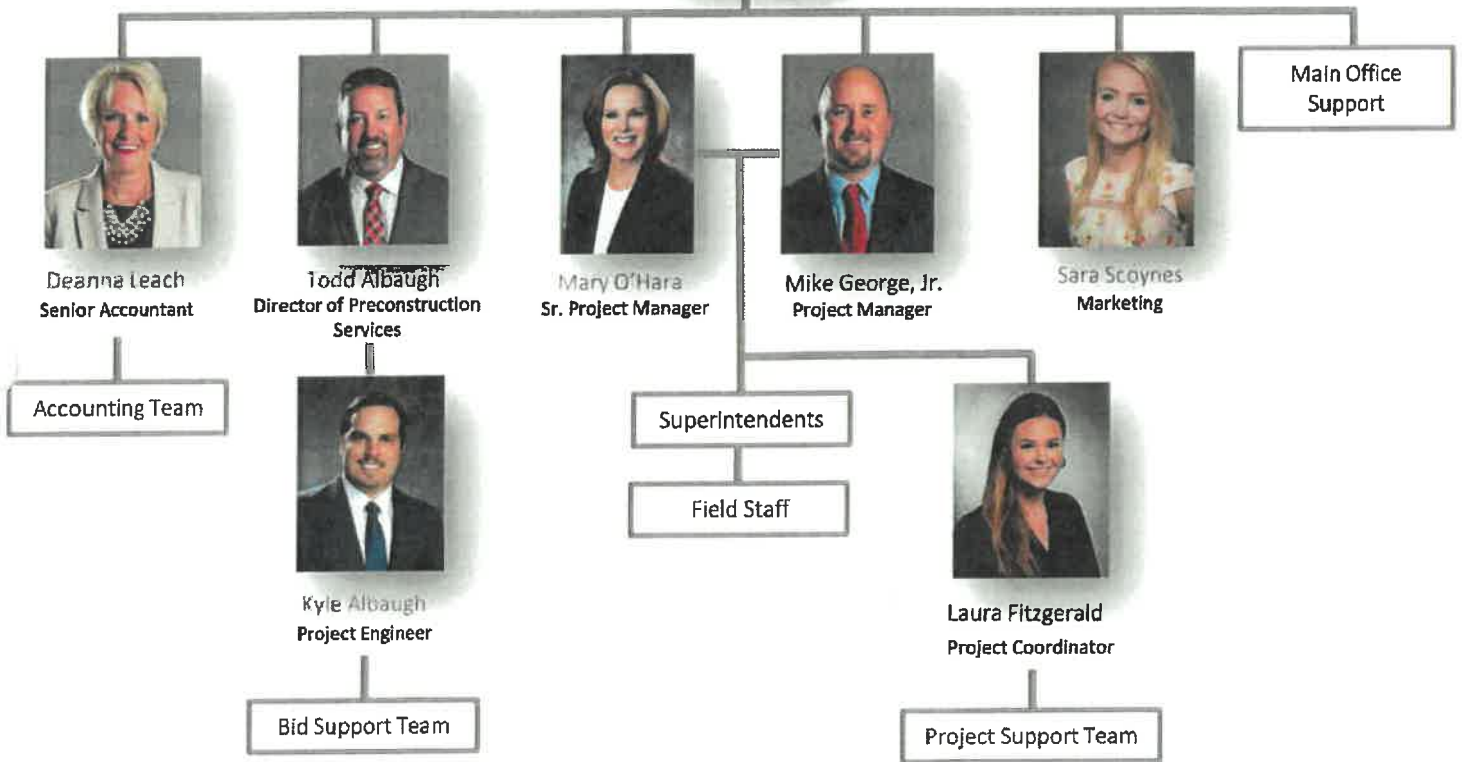 Main Office
Support
Deanna Leach
Senior Accountant
Todd Albaugh
Director of Preconstruction
Services
Mary O'Hara
Sr. Project Manager
Mike George, Jr.
Project Manager
Sara Scoynes
Marketing
Accounting Team
Superintendents
Field Staff
Kyle Albaugh
Project Engineer
Laura Fitzgerald
Project Coordinator
Bid Support Team
Project Support Team